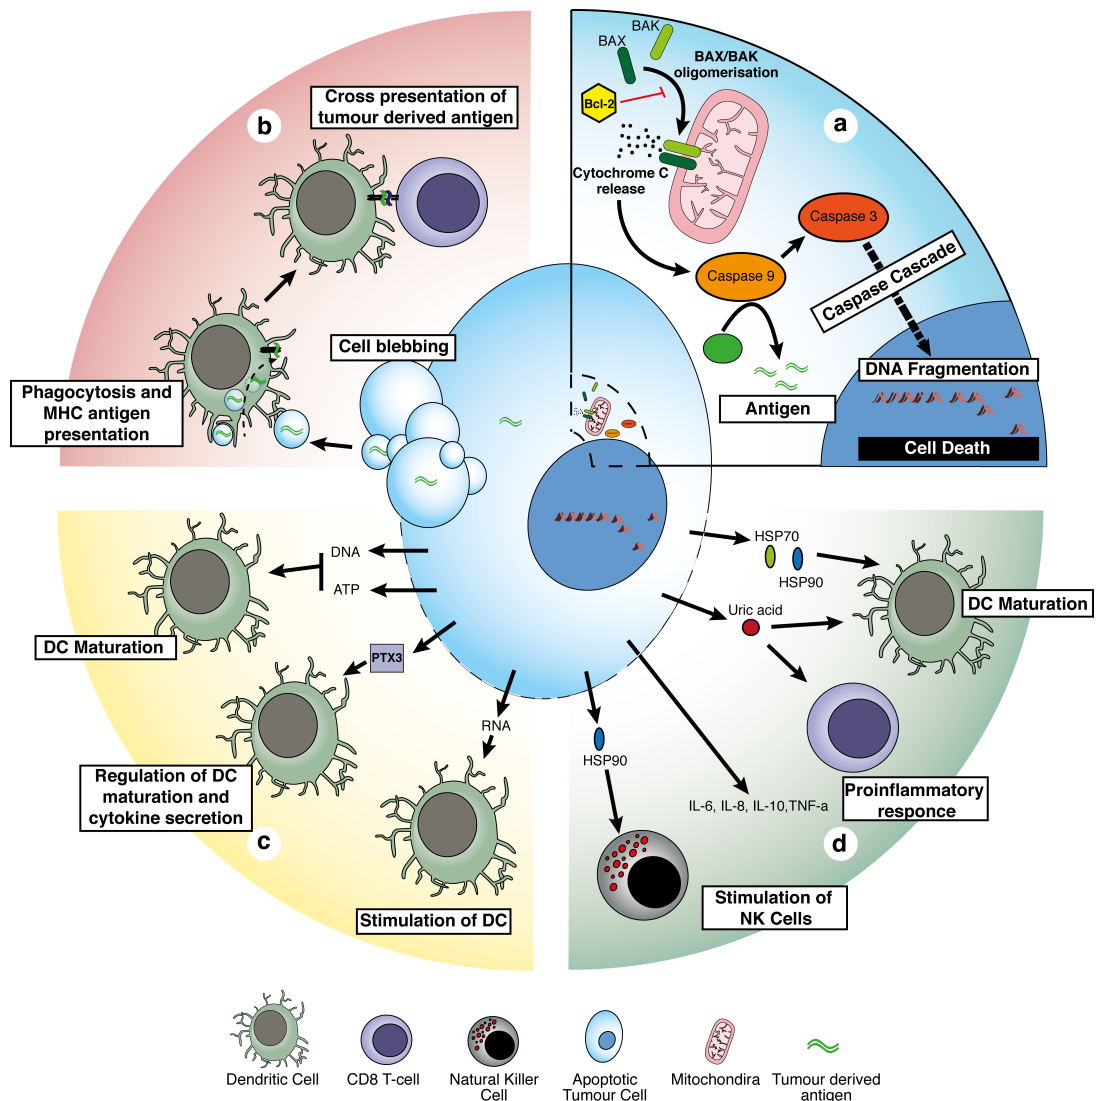 BAK
BAX
BAX/BAK
oligomerisation
Bcl-2
a
Cytochrome C
release
Caspase 3
Caspase 9
Caspase Cascade
DNA Fragmentation
Antigen
Cell Death
b
Cross presentation of
tumour derived antigen
Cell blebbing
Phagocytosis and
MHC antigen
presentation
DNA
ATP
DC Maturation
PTX3
Regulation of DC
maturation and
cytokine secretion
RNA
c
Stimulation of DC
HSP70
HSP90
DC Maturation
Uric acid
HSP90
IL-6, IL-8, IL-10,TNF-a
Proinflammatory
responce
d
Stimulation of
NK Cells
Dendritic Cell
CD8 T-cell
Natural Killer
Cell
Apoptotic
Tumour Cell
Mitochondira
Tumour derived
antigen